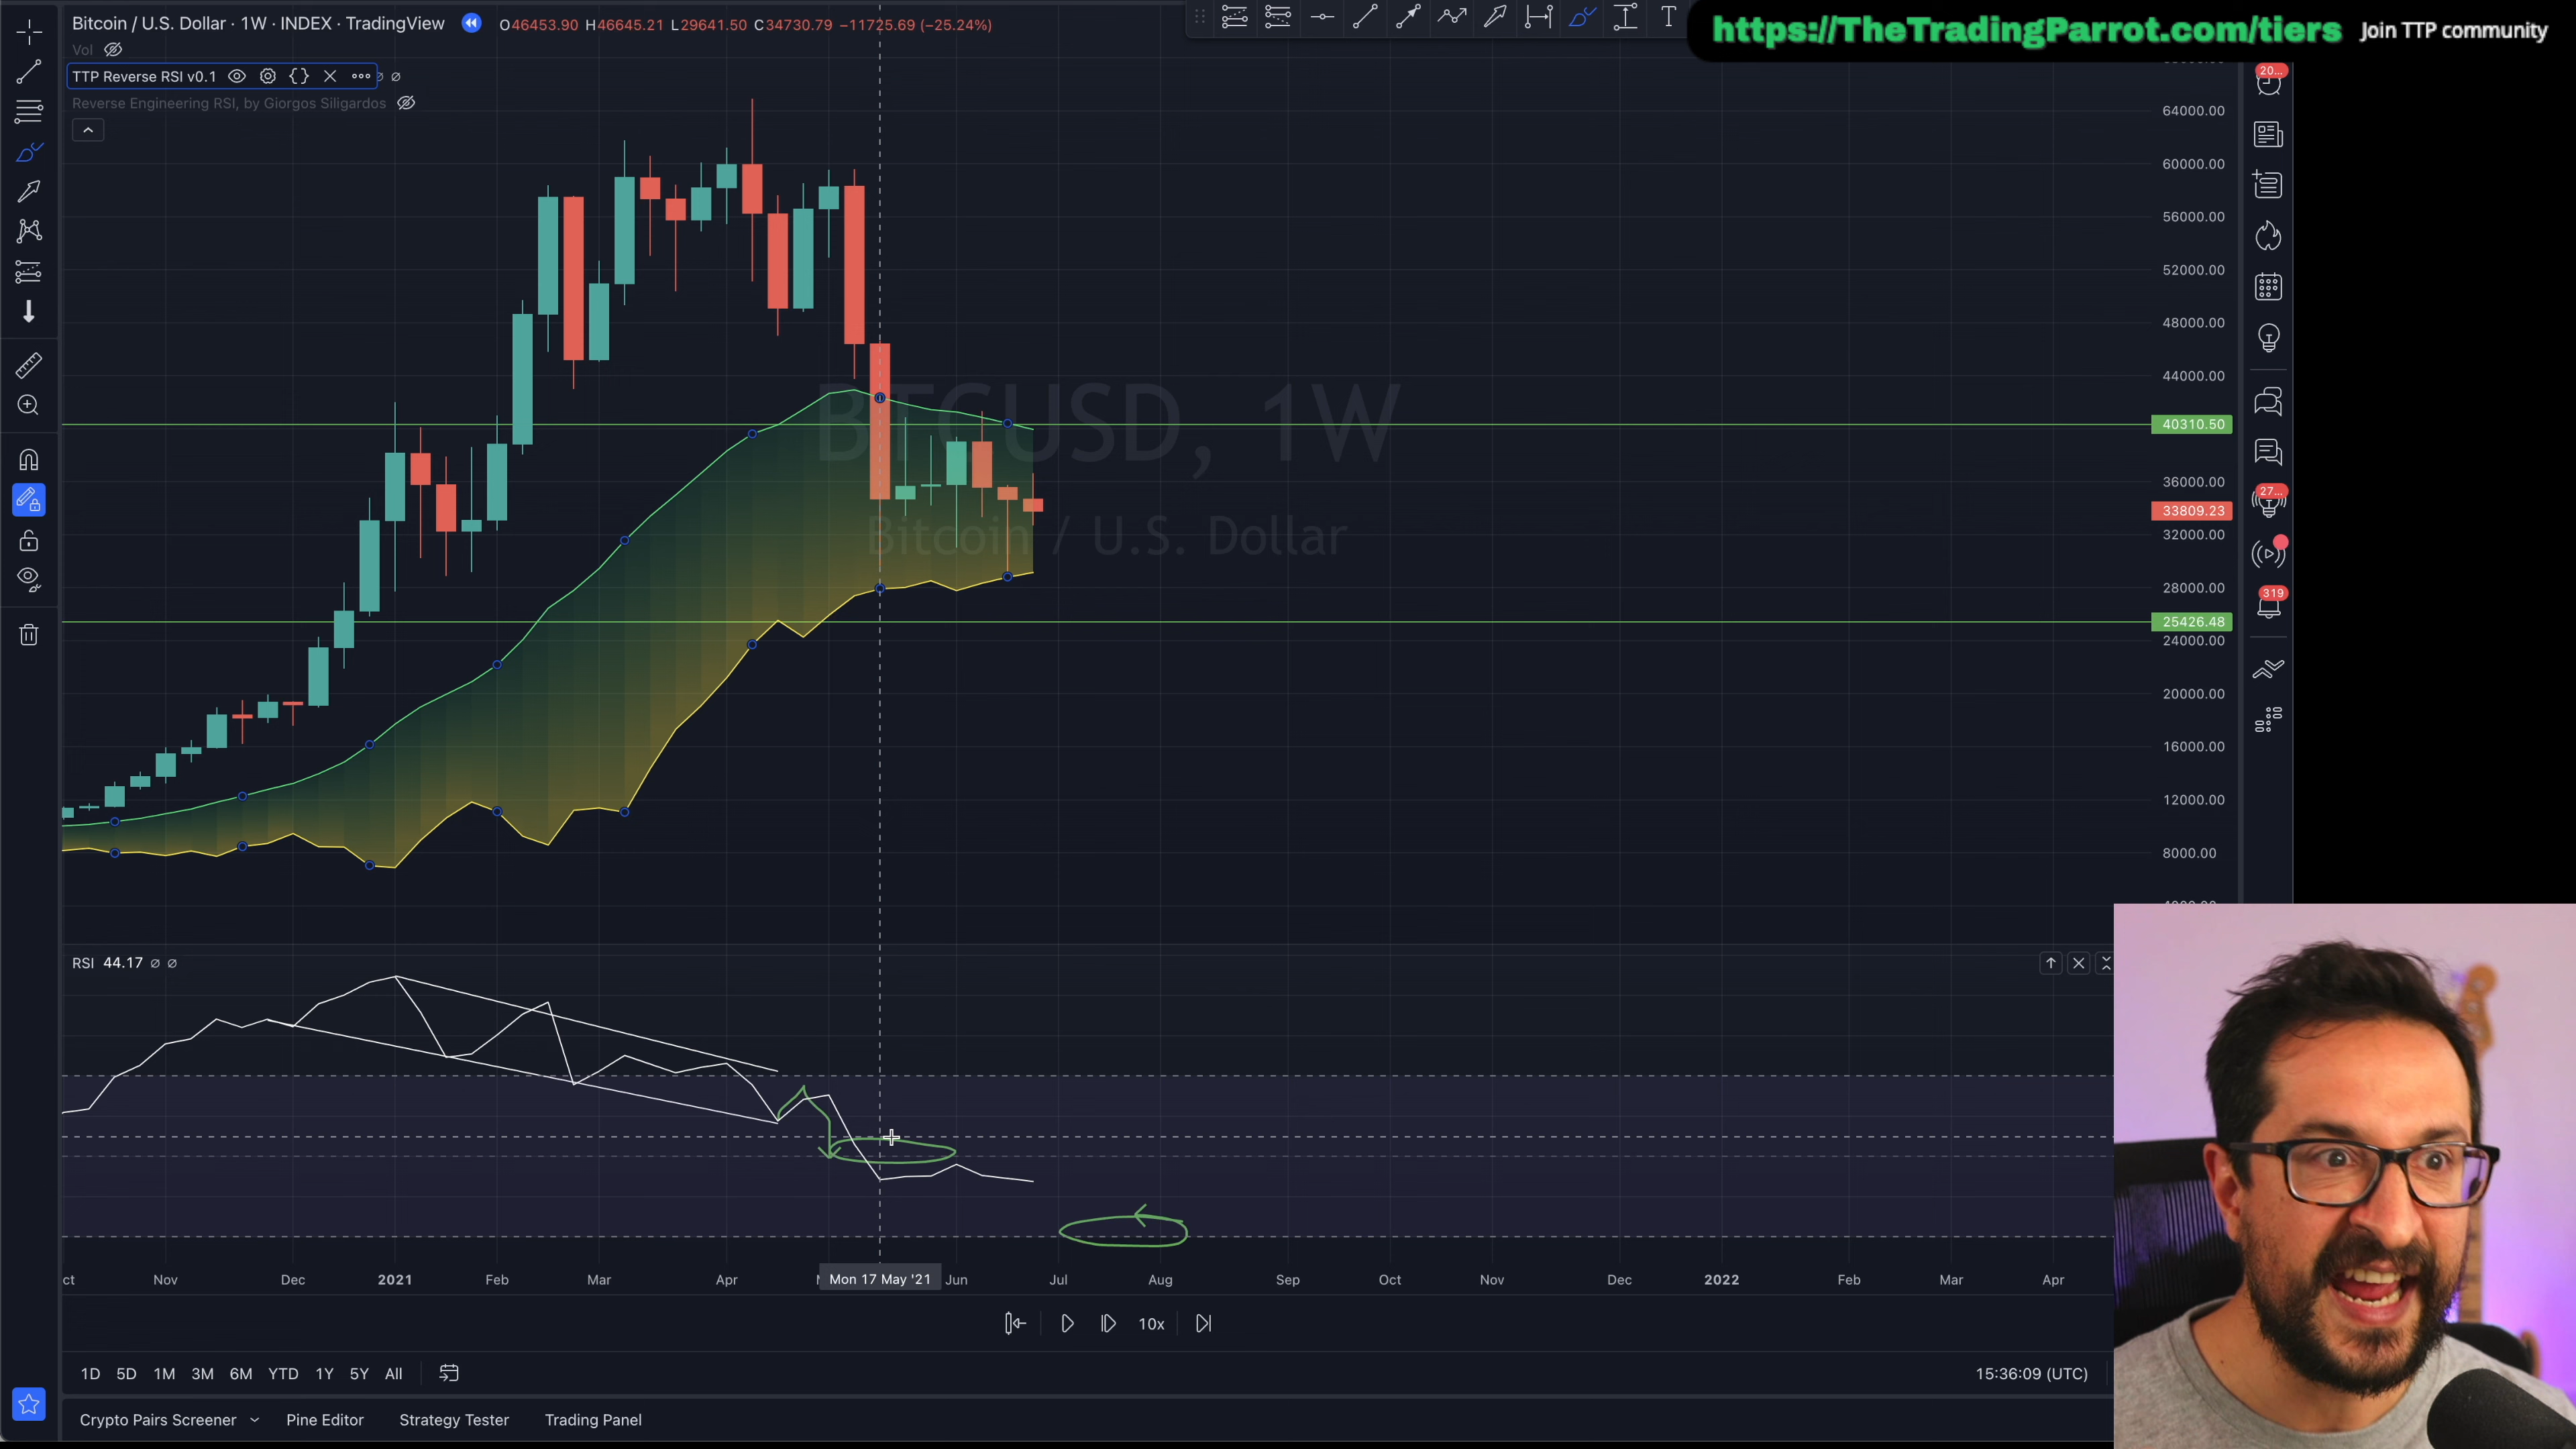 Bitcoin / U.S. Dollar · 1W · INDEX · TradingView O46453.90 H46645.21 L29641.50 C34730.79 −11725.69 (−25.24%)
https://TheTradingParrot.com/tiers Join TTP community
Vol
TTP Reverse RSI v0.1
Reverse Engineering RSI, by Giorgos Siligardos
20...
64000.00
60000.00
56000.00
52000.00
48000.00
44000.00
40310.50
36000.00
33809.23
32000.00
28000.00
25426.48
24000.00
20000.00
16000.00
12000.00
8000.00
27...
319
BTCUSD, 1W
Bitcoin / U.S. Dollar
RSI 44.17
Nov Dec 2021 Feb Mar Apr Mon 17 May '21 Jun Jul Aug Sep Oct Nov Dec 2022 Feb Mar Apr
10x
1D 5D 1M 3M 6M YTD 1Y 5Y All
15:36:09 (UTC)
Crypto Pairs Screener Pine Editor Strategy Tester Trading Panel